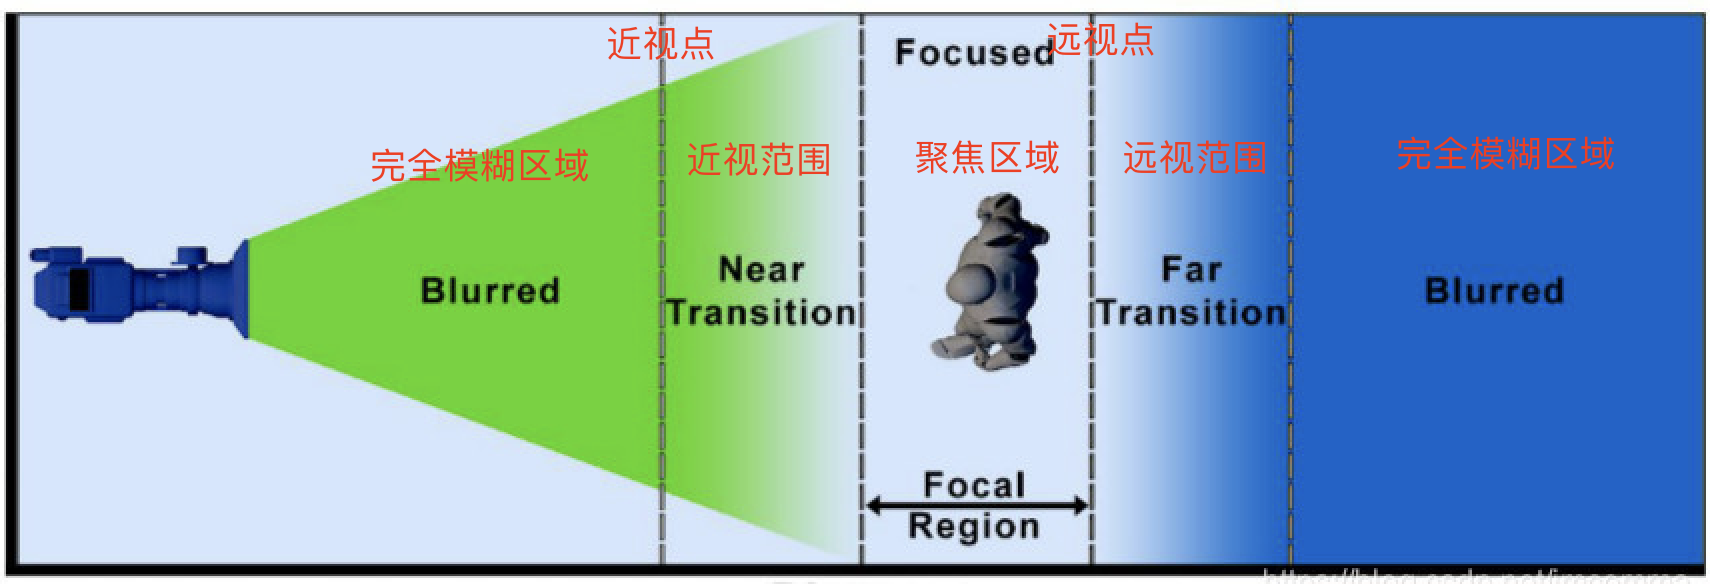 近视点
Focused
远视点
完全模糊区域
近视范围
聚焦区域
远视范围
完全模糊区域
Blurred
Near
Transition
Far
Transition
Blurred
Focal
Region